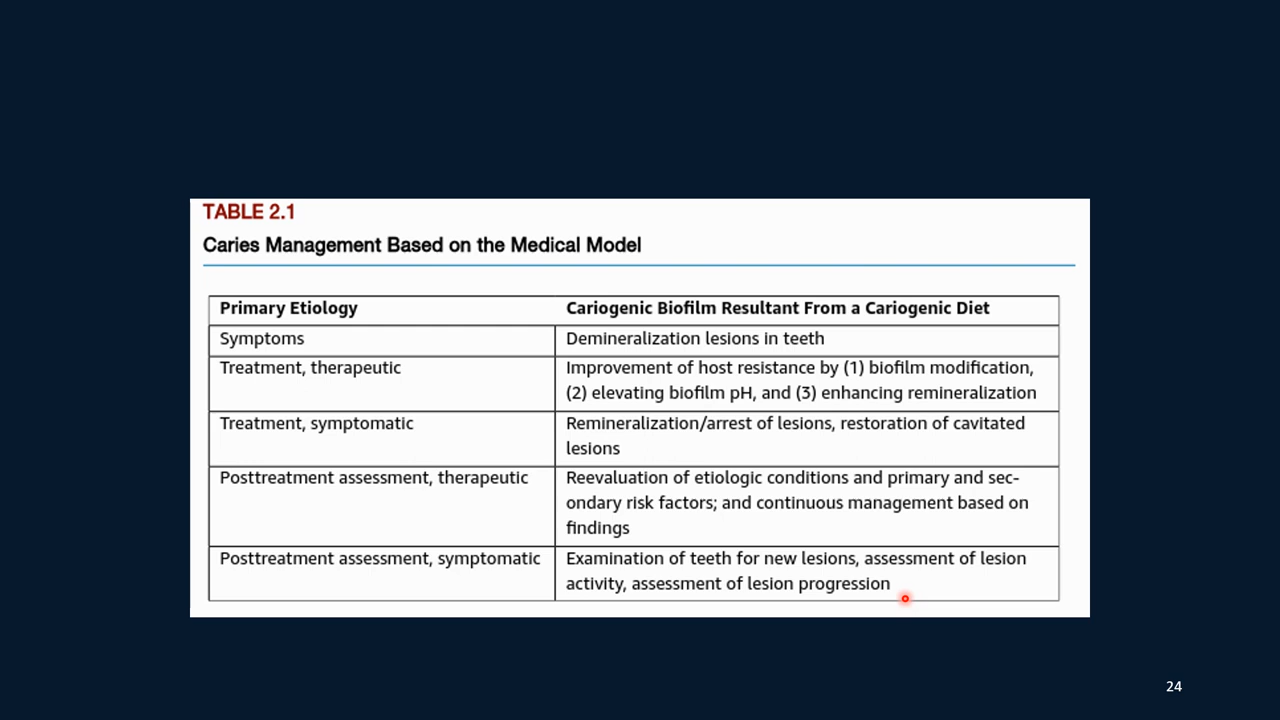 TABLE 2.1
Caries Management Based on the Medical Model
Primary Etiology
Cariogenic Biofilm Resultant From a Cariogenic Diet
Symptoms
Demineralization lesions in teeth
Treatment, therapeutic
Improvement of host resistance by (1) biofilm modification,
(2) elevating biofilm pH, and (3) enhancing remineralization
Treatment, symptomatic
Remineralization/arrest of lesions, restoration of cavitated
lesions
Posttreatment assessment, therapeutic
Reevaluation of etiologic conditions and primary and sec-
ondary risk factors; and continuous management based on
findings
Posttreatment assessment, symptomatic
Examination of teeth for new lesions, assessment of lesion
activity, assessment of lesion progression
24